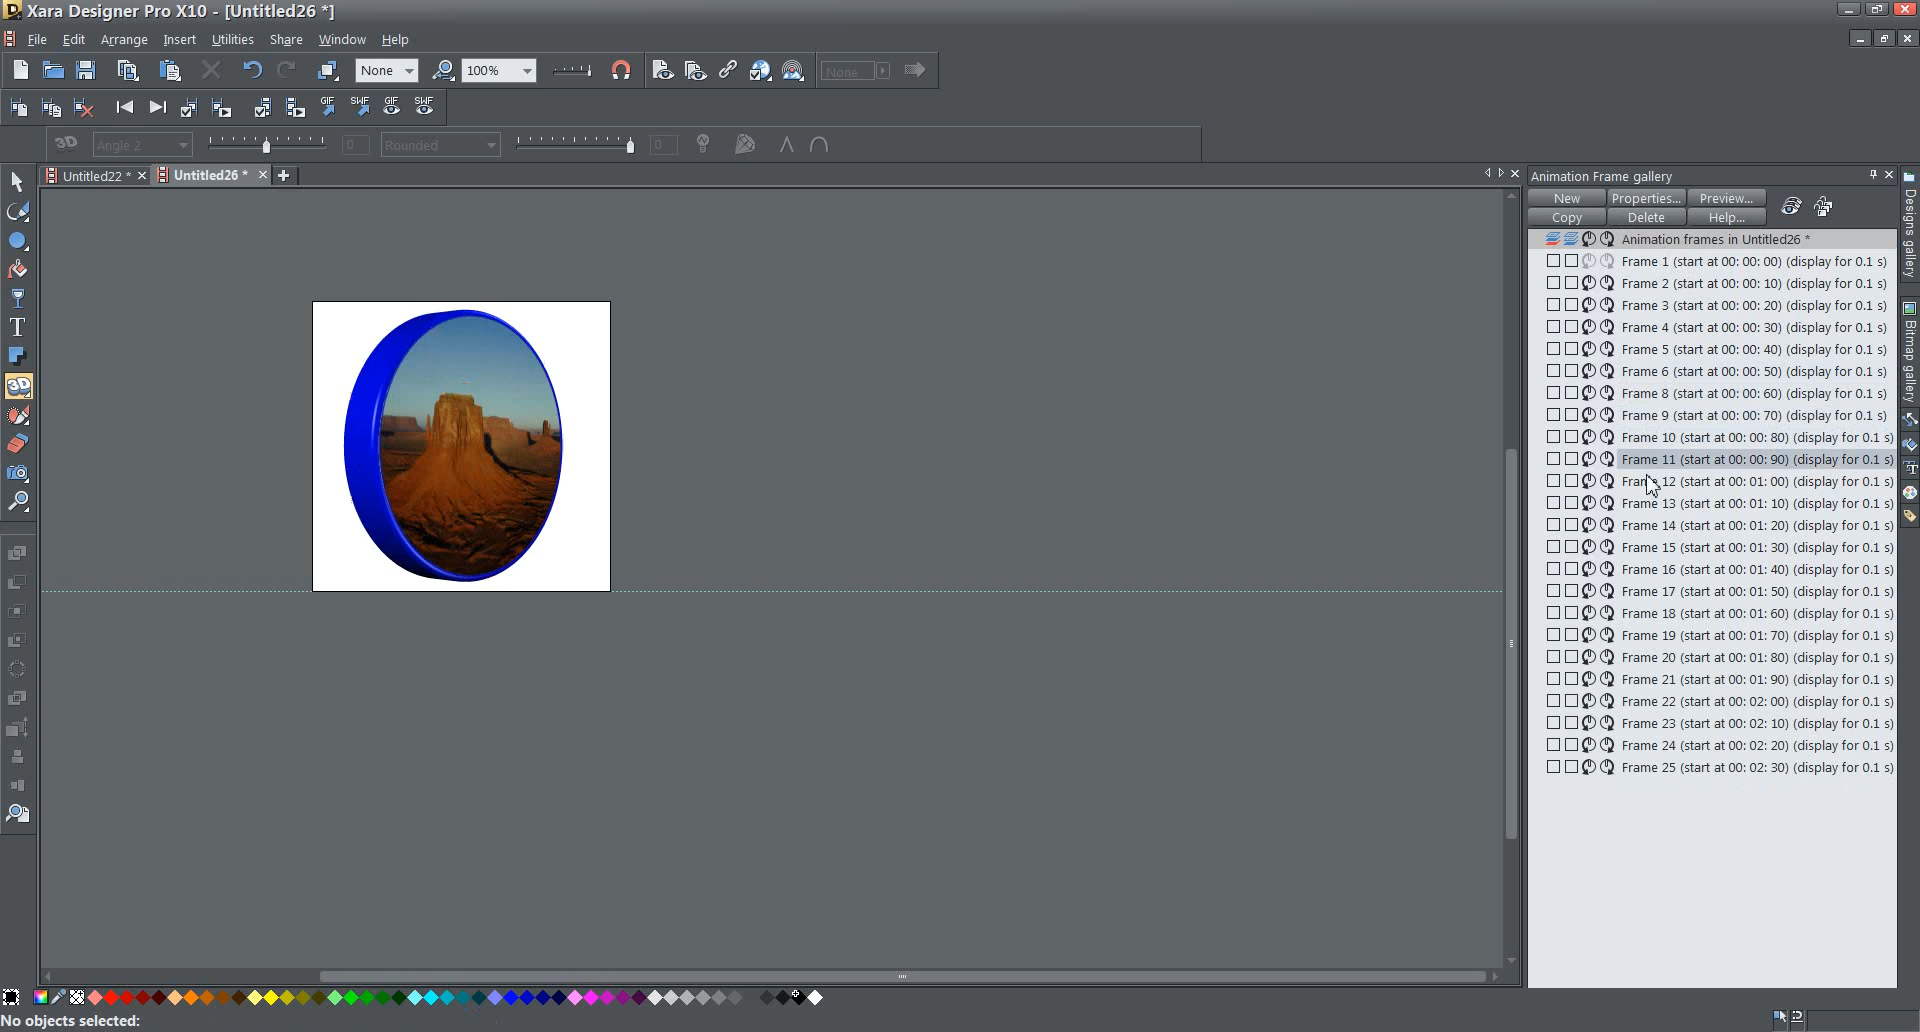 Xara Designer Pro X10 - [Untitled26 *]
File Edit Arrange Insert Utilities Share Window Help
None 100% None
GIF SWF GIF SWF
3D Angle 2 0 Rounded 0
Untitled22 * Untitled26 *
Animation Frame gallery
New Properties... Preview...
Copy Delete Help...
Animation frames in Untitled26 *
Frame 1 (start at 00: 00: 00) (display for 0.1 s)
Frame 2 (start at 00: 00: 10) (display for 0.1 s)
Frame 3 (start at 00: 00: 20) (display for 0.1 s)
Frame 4 (start at 00: 00: 30) (display for 0.1 s)
Frame 5 (start at 00: 00: 40) (display for 0.1 s)
Frame 6 (start at 00: 00: 50) (display for 0.1 s)
Frame 8 (start at 00: 00: 60) (display for 0.1 s)
Frame 9 (start at 00: 00: 70) (display for 0.1 s)
Frame 10 (start at 00: 00: 80) (display for 0.1 s)
Frame 11 (start at 00: 00: 90) (display for 0.1 s)
Frame 12 (start at 00: 01: 00) (display for 0.1 s)
Frame 13 (start at 00: 01: 10) (display for 0.1 s)
Frame 14 (start at 00: 01: 20) (display for 0.1 s)
Frame 15 (start at 00: 01: 30) (display for 0.1 s)
Frame 16 (start at 00: 01: 40) (display for 0.1 s)
Frame 17 (start at 00: 01: 50) (display for 0.1 s)
Frame 18 (start at 00: 01: 60) (display for 0.1 s)
Frame 19 (start at 00: 01: 70) (display for 0.1 s)
Frame 20 (start at 00: 01: 80) (display for 0.1 s)
Frame 21 (start at 00: 01: 90) (display for 0.1 s)
Frame 22 (start at 00: 02: 00) (display for 0.1 s)
Frame 23 (start at 00: 02: 10) (display for 0.1 s)
Frame 24 (start at 00: 02: 20) (display for 0.1 s)
Frame 25 (start at 00: 02: 30) (display for 0.1 s)
Designs gallery
Bitmap gallery
3D
No objects selected: